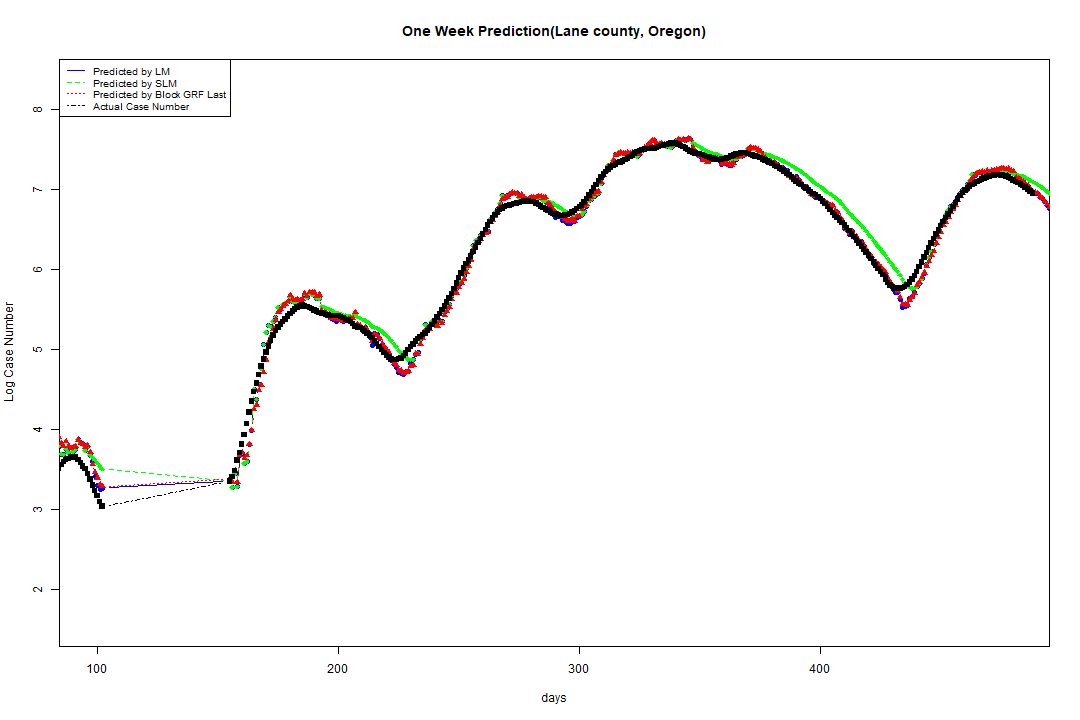 One Week Prediction(Lane county, Oregon)
Predicted by LM
Predicted by SLM
Predicted by Block GRF Last
Actual Case Number
8
7
6
5
4
3
2
Log Case Number
100 200 300 400
days